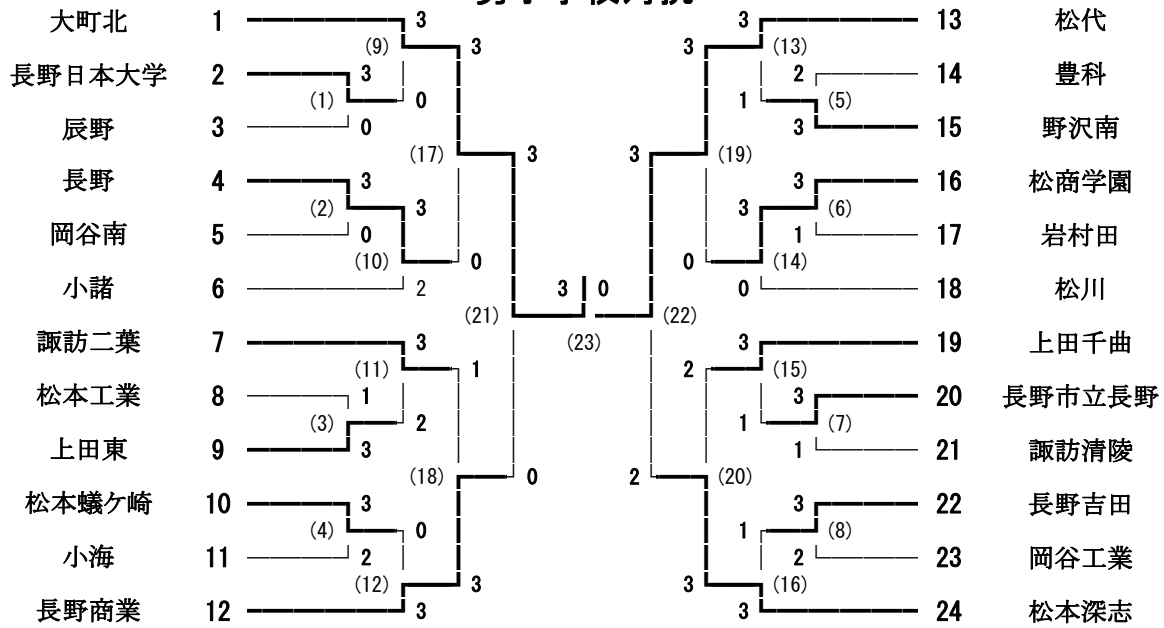 大町北 1 3 3 13 松代
(9) 3 3 (13)
長野日本大学 2 3 2 14 豊科
(1) 0 1 (5)
辰野 3 0 3 15 野沢南
(17) 3 3 (19)
長野 4 3 3 16 松商学園
(2) 3 3 (6)
岡谷南 5 0 1 17 岩村田
(10) 0 0 (14)
小諸 6 2 3 0 0 18 松川
(21) (23) (22)
諏訪二葉 7 3 3 19 上田千曲
(11) 1 2 (15)
松本工業 8 1 3 20 長野市立長野
(3) 2 1 (7)
上田東 9 3 1 21 諏訪清陵
(18) 0 2 (20)
松本蟻ケ崎 10 3 3 22 長野吉田
(4) 0 1 (8)
小海 11 2 2 23 岡谷工業
(12) 3 3 (16)
長野商業 12 3 3 24 松本深志